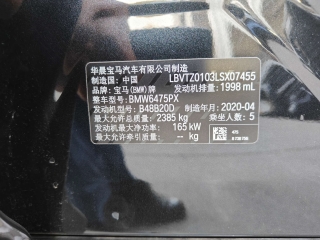 华晨宝马汽车有限公司制造
制造国：中国 LBVTZ0103LSX07455
品牌：宝马(BMW)牌 发动机排量：1998 mL
整车型号：BMW6475PX
发动机型号：B48B20D 制造年月：2020-04
最大允许总质量：2385 kg 乘坐人数：5
发动机最大净功率：165 kW
最大允许牵引质量：-- kg
475